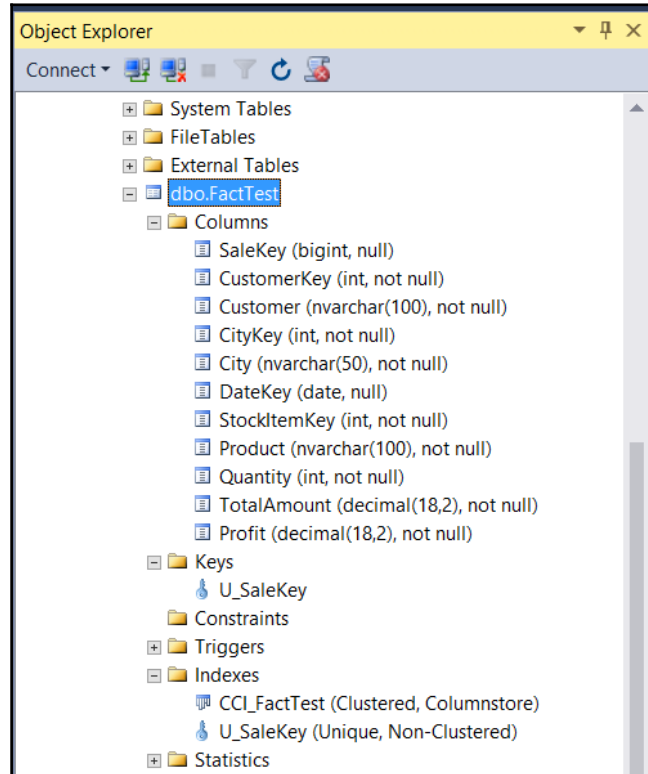 Object Explorer
Connect
System Tables
FileTables
External Tables
dbo.FactTest
Columns
SaleKey (bigint, null)
CustomerKey (int, not null)
Customer (nvarchar(100), not null)
CityKey (int, not null)
City (nvarchar(50), not null)
DateKey (date, null)
StockItemKey (int, not null)
Product (nvarchar(100), not null)
Quantity (int, not null)
TotalAmount (decimal(18,2), not null)
Profit (decimal(18,2), not null)
Keys
U_SaleKey
Constraints
Triggers
Indexes
CCI_FactTest (Clustered, Columnstore)
U_SaleKey (Unique, Non-Clustered)
Statistics